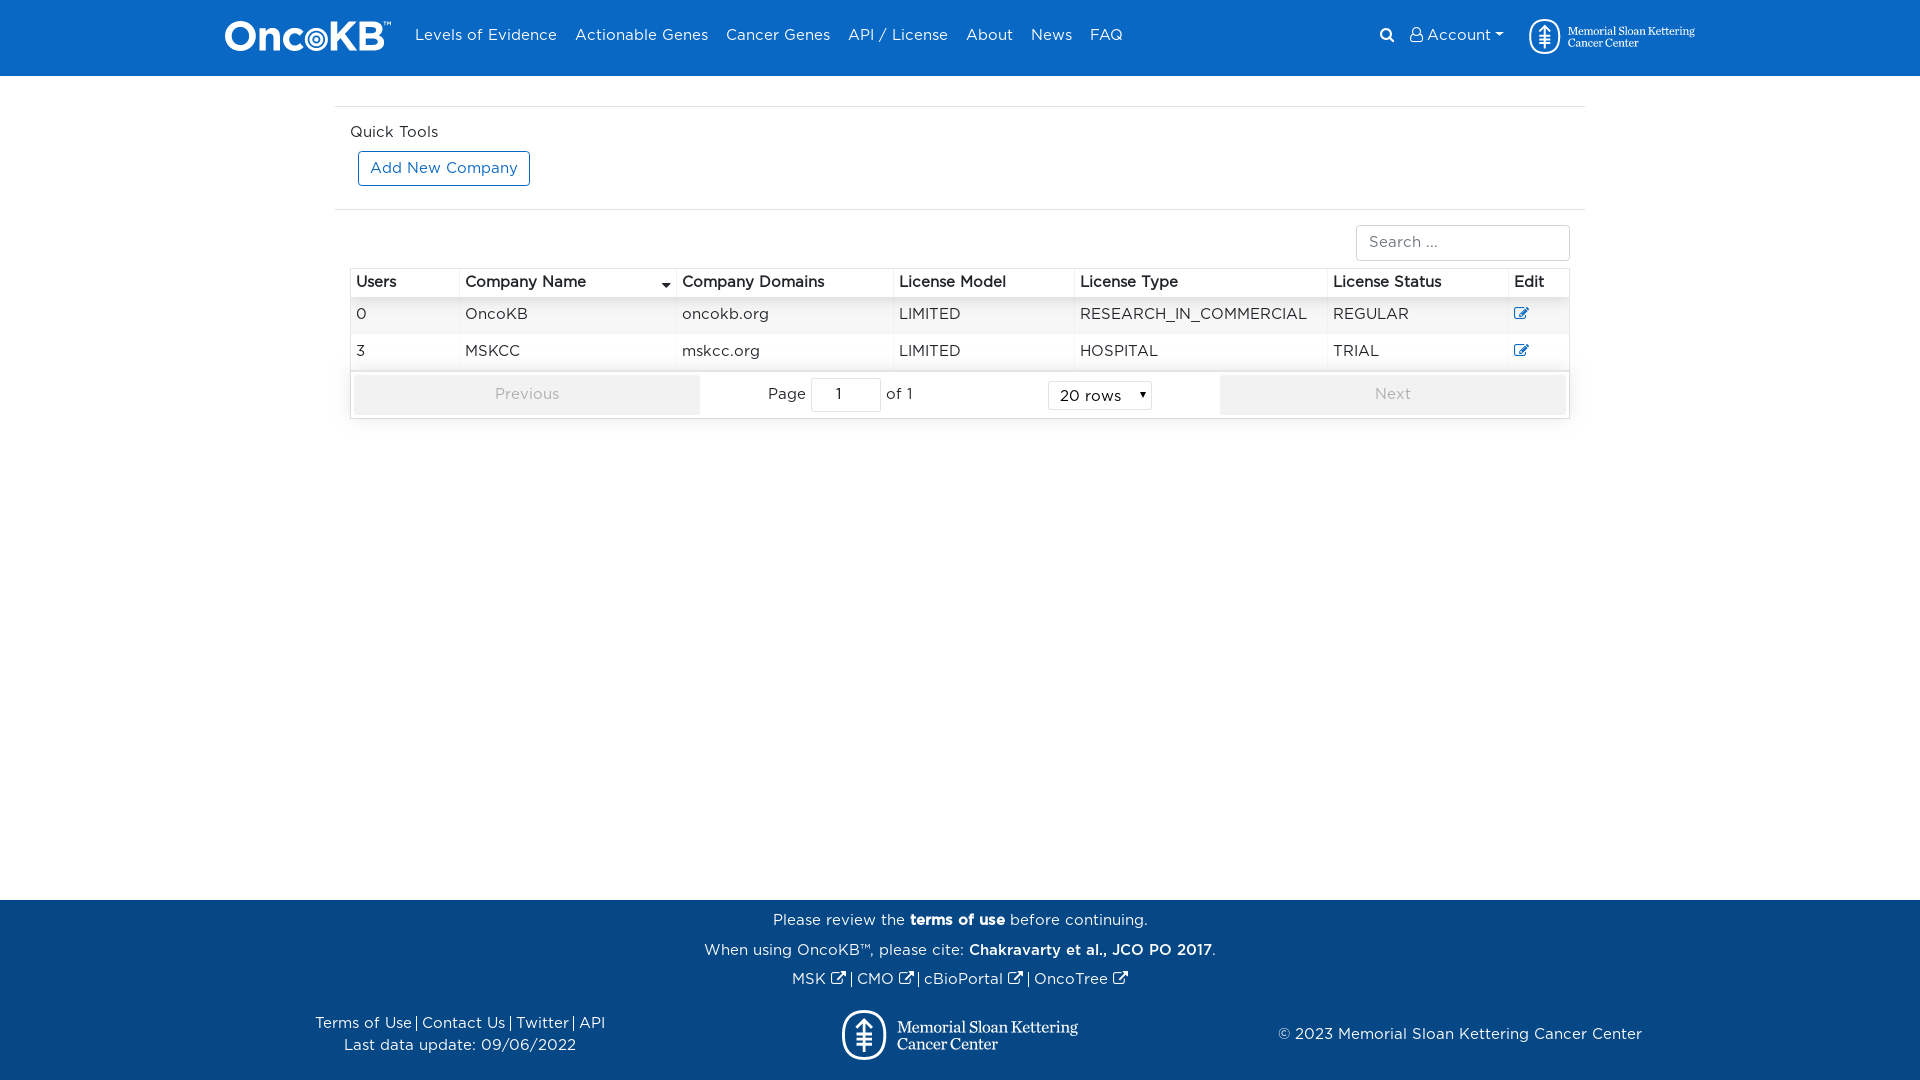 OncoKB™ Levels of Evidence Actionable Genes Cancer Genes API / License About News FAQ Account Memorial Sloan Kettering
Cancer Center
Quick Tools
Add New Company
Search ...
Users Company Name Company Domains License Model License Type License Status Edit
0 OncoKB oncokb.org LIMITED RESEARCH_IN_COMMERCIAL REGULAR
3 MSKCC mskcc.org LIMITED HOSPITAL TRIAL
Previous Page 1 of 1 20 rows Next
Please review the terms of use before continuing.
When using OncoKB™, please cite: Chakravarty et al., JCO PO 2017.
MSK | CMO | cBioPortal | OncoTree
Terms of Use | Contact Us | Twitter | API
Last data update: 09/06/2022
Memorial Sloan Kettering
Cancer Center
© 2023 Memorial Sloan Kettering Cancer Center